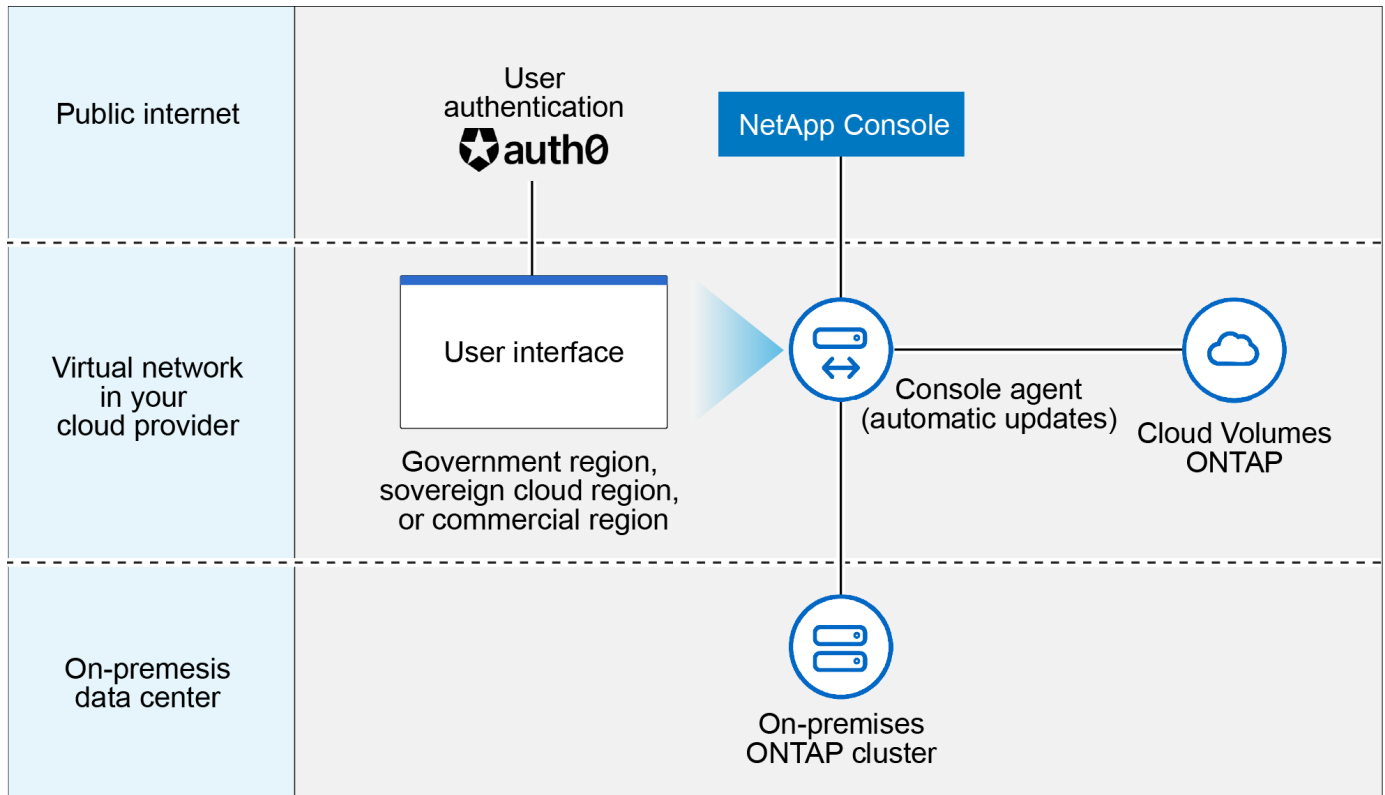 Public internet
User
authentication
auth0
NetApp Console
Virtual network
in your
cloud provider
User interface
Government region,
sovereign cloud region,
or commercial region
Console agent
(automatic updates)
Cloud Volumes
ONTAP
On-premesis
data center
On-premises
ONTAP cluster